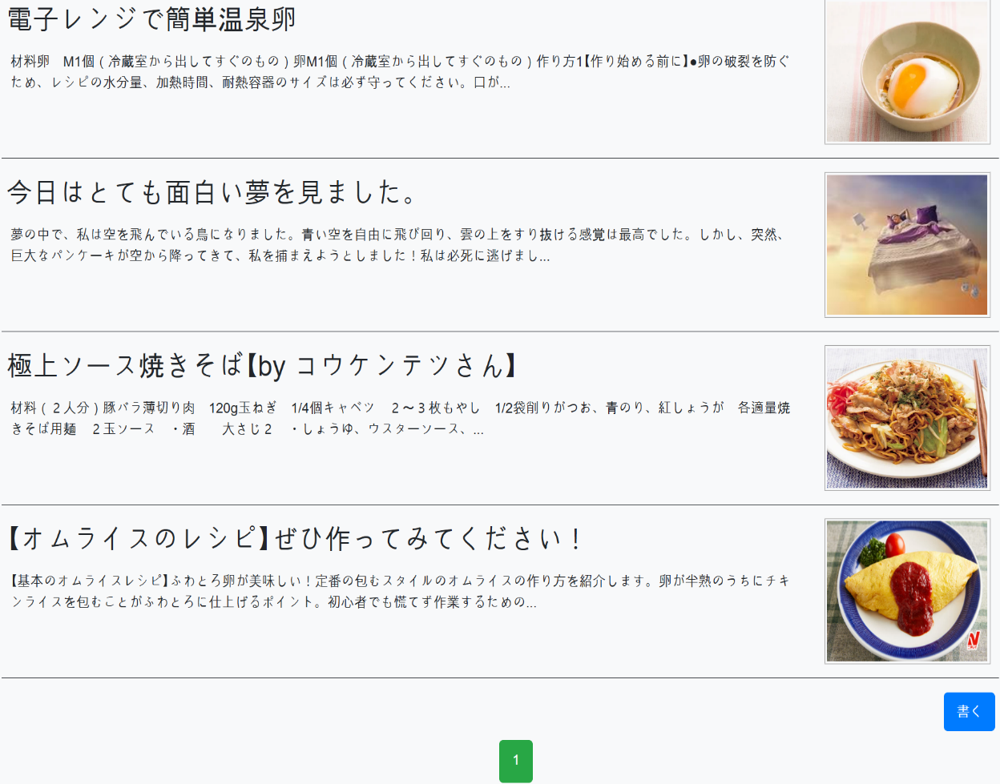 電子レンジで簡単温泉卵
材料卵　M1個（冷蔵室から出してすぐのもの）卵M1個（冷蔵室から出してすぐのもの）作り方1【作り始める前に】●卵の破裂を防ぐ
ため、レシピの水分量、加熱時間、耐熱容器のサイズは必ず守ってください。口が...
今日はとても面白い夢を見ました。
夢の中で、私は空を飛んでいる鳥になりました。青い空を自由に飛び回り、雲の上をすり抜ける感覚は最高でした。しかし、突然、
巨大なパンケーキが空から降ってきて、私を捕まえようとしました！私は必死に逃げまし...
極上ソース焼きそば【by コウケンテツさん】
材料（２人分）豚バラ薄切り肉　120g玉ねぎ　1/4個キャベツ　２～３枚もやし　1/2袋削りがつお、青のり、紅しょうが　各適量焼
きそば用麺　２玉ソース　・酒　　大さじ２　・しょうゆ、ウスターソース、...
【オムライスのレシピ】ぜひ作ってみてください！
【基本のオムライスレシピ】ふわとろ卵が美味しい！定番の包むスタイルのオムライスの作り方を紹介します。卵が半熟のうちにチキ
ンライスを包むことがふわとろに仕上げるポイント。初心者でも慌てず作業するための...
書く
1